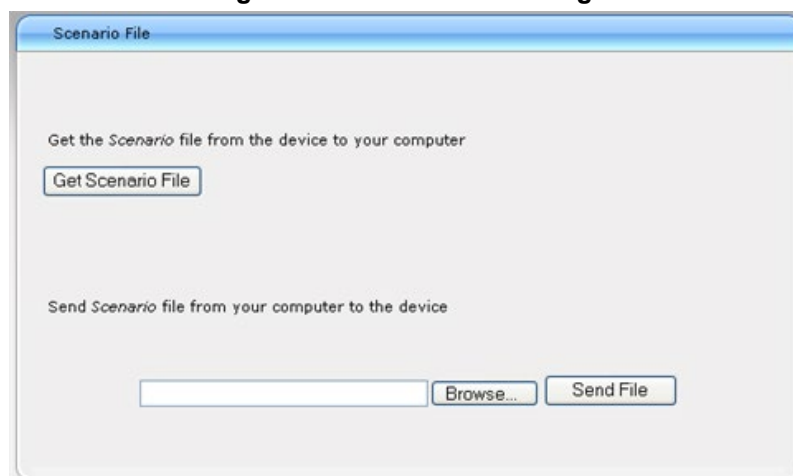 Scenario File
Get the Scenario file from the device to your computer
Get Scenario File
Send Scenario file from your computer to the device
Browse... Send File